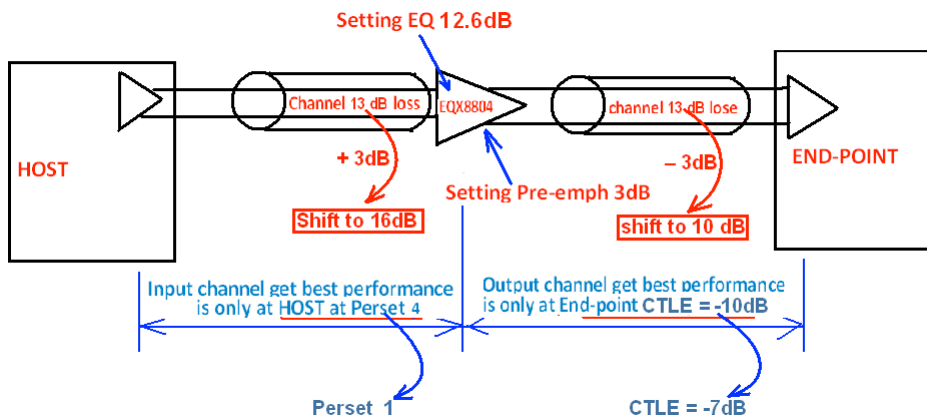 Setting EQ 12.6dB
HOST
Channel 13 dB loss
EQX8804
channel 13 dB lose
END-POINT
+ 3dB
– 3dB
Setting Pre-emph 3dB
Shift to 16dB
shift to 10 dB
Input channel get best performance
is only at HOST at Perset 4
Output channel get best performance
is only at End-point CTLE = -10dB
Perset 1
CTLE = -7dB